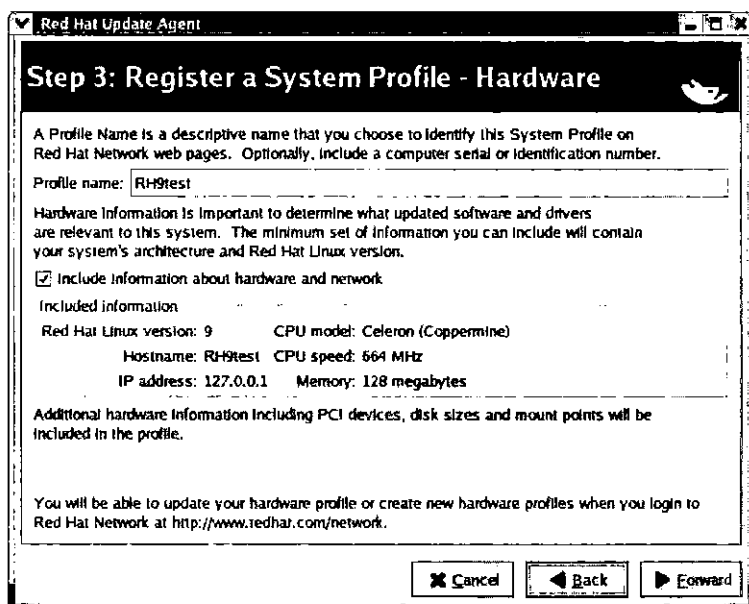 Red Hat Update Agent
Step 3: Register a System Profile - Hardware
A Profile Name is a descriptive name that you choose to identify this System Profile on
Red Hat Network web pages. Optionally, include a computer serial or identification number.
Profile name: RH9test
Hardware information is important to determine what updated software and drivers
are relevant to this system. The minimum set of information you can include will contain
your system's architecture and Red Hat Linux version.
Include information about hardware and network
Included information
Red Hat Linux version: 9 CPU model: Celeron (Coppermine)
Hostname: RH9test CPU speed: 664 MHz
IP address: 127.0.0.1 Memory: 128 megabytes
Additional hardware information including PCI devices, disk sizes and mount points will be
included in the profile.
You will be able to update your hardware profile or create new hardware profiles when you login to
Red Hat Network at http://www.redhat.com/network.
Cancel Back Forward